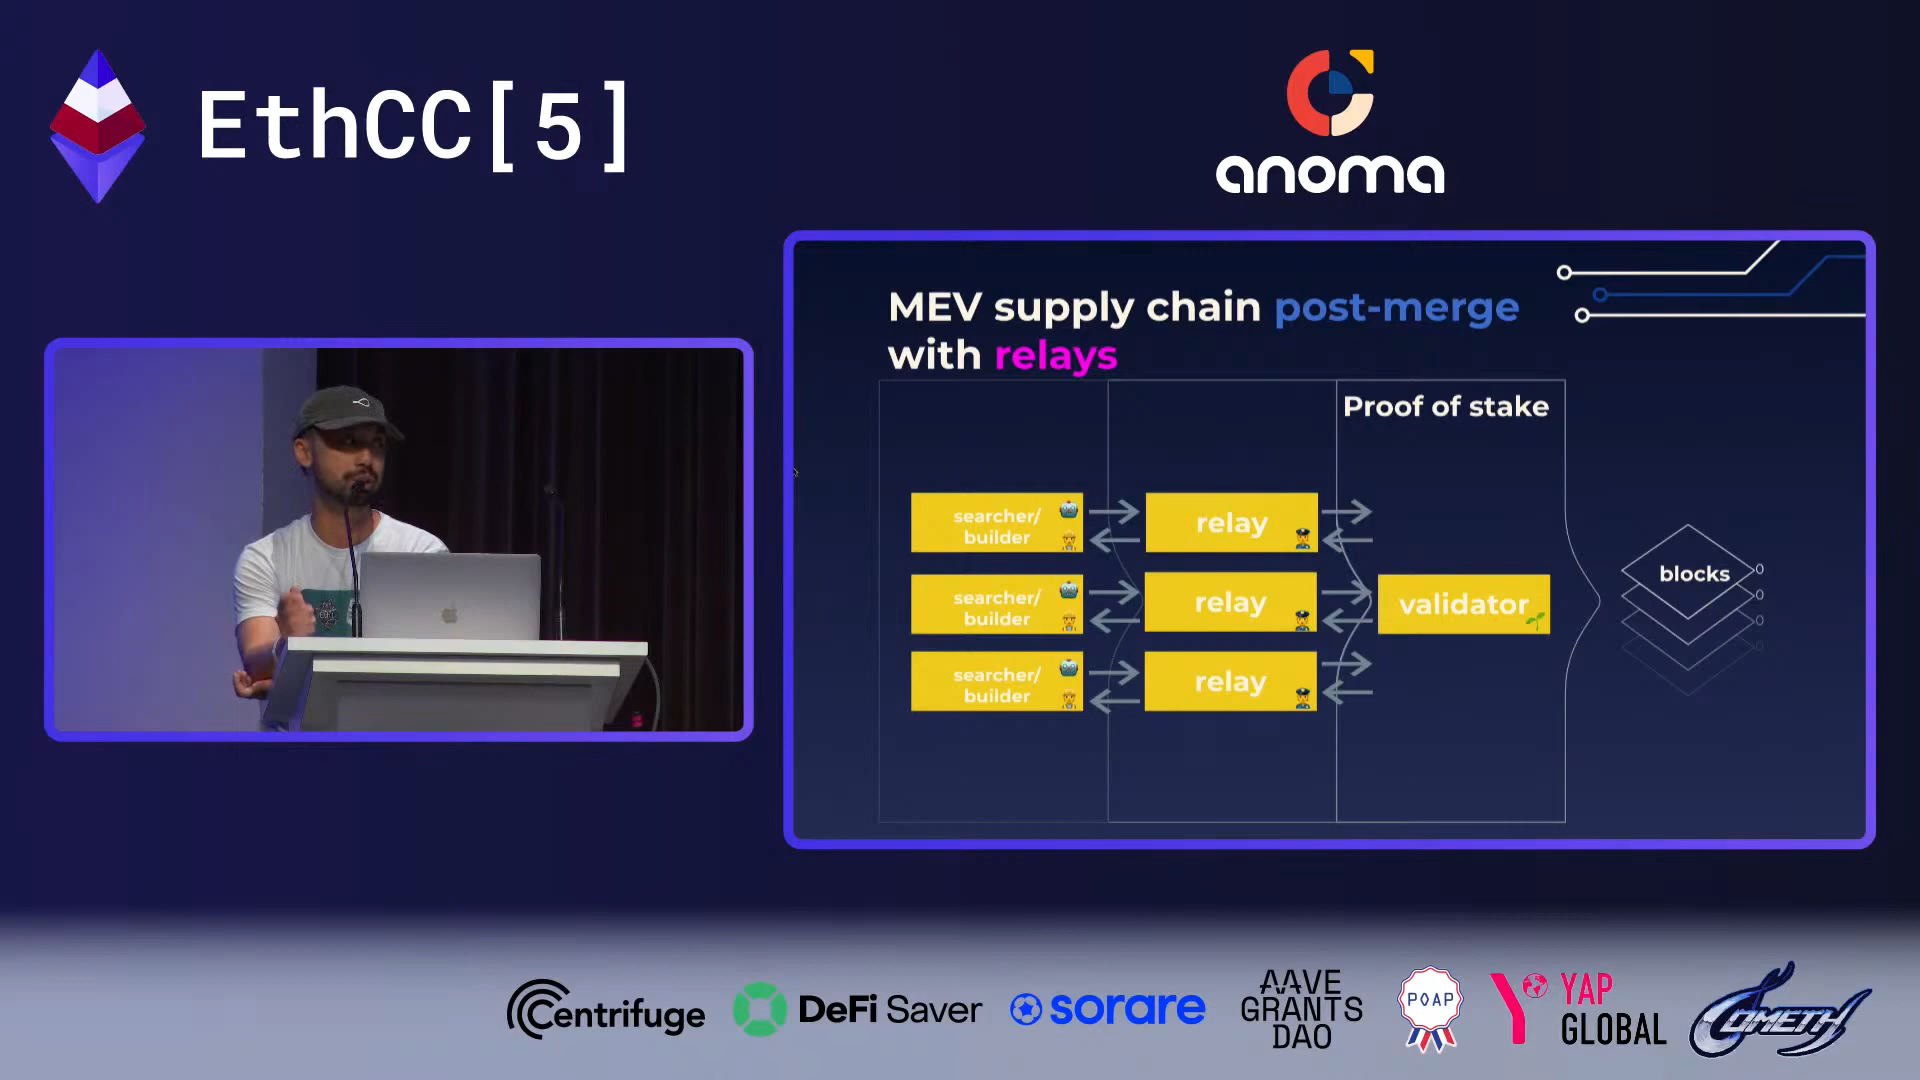 EthCC[5]
anoma
MEV supply chain post-merge
with relays
Proof of stake
searcher/
builder
relay
searcher/
builder
relay
validator
searcher/
builder
relay
blocks
Centrifuge
DeFi Saver
sorare
AAVE
GRANTS
DAO
POAP
YAP
GLOBAL
COMETH